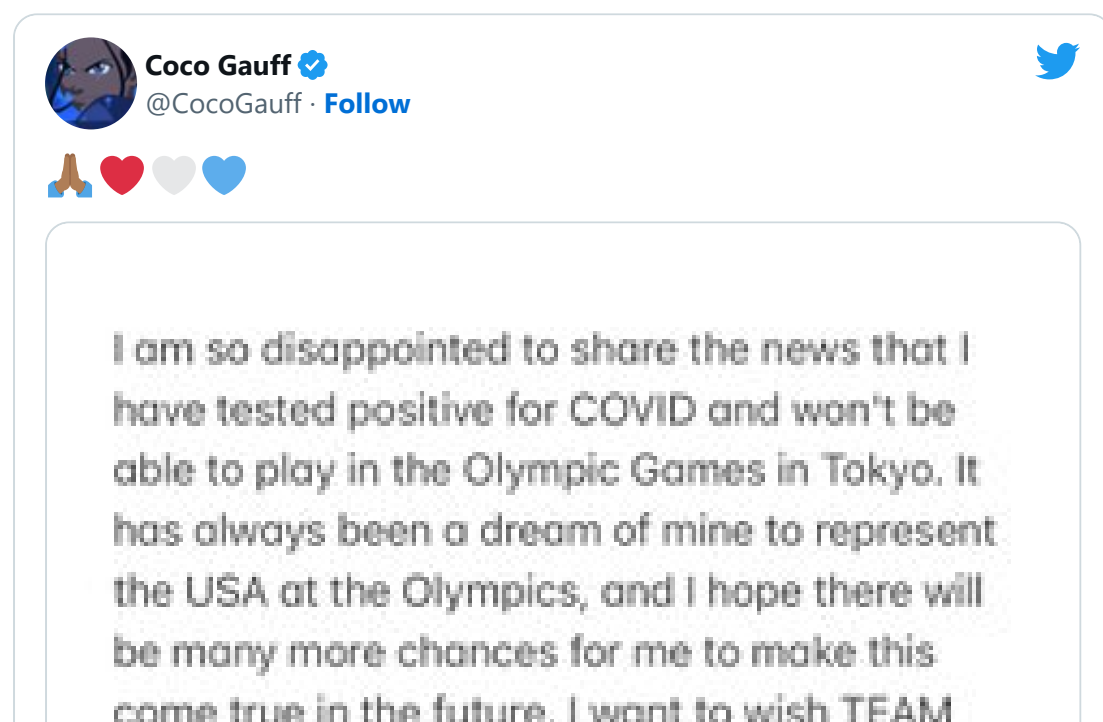 Coco Gauff
@CocoGauff · Follow
🙏🏽❤️🤍💙
I am so disappointed to share the news that I
have tested positive for COVID and won't be
able to play in the Olympic Games in Tokyo. It
has always been a dream of mine to represent
the USA at the Olympics, and I hope there will
be many more chances for me to make this
come true in the future. I want to wish TEAM